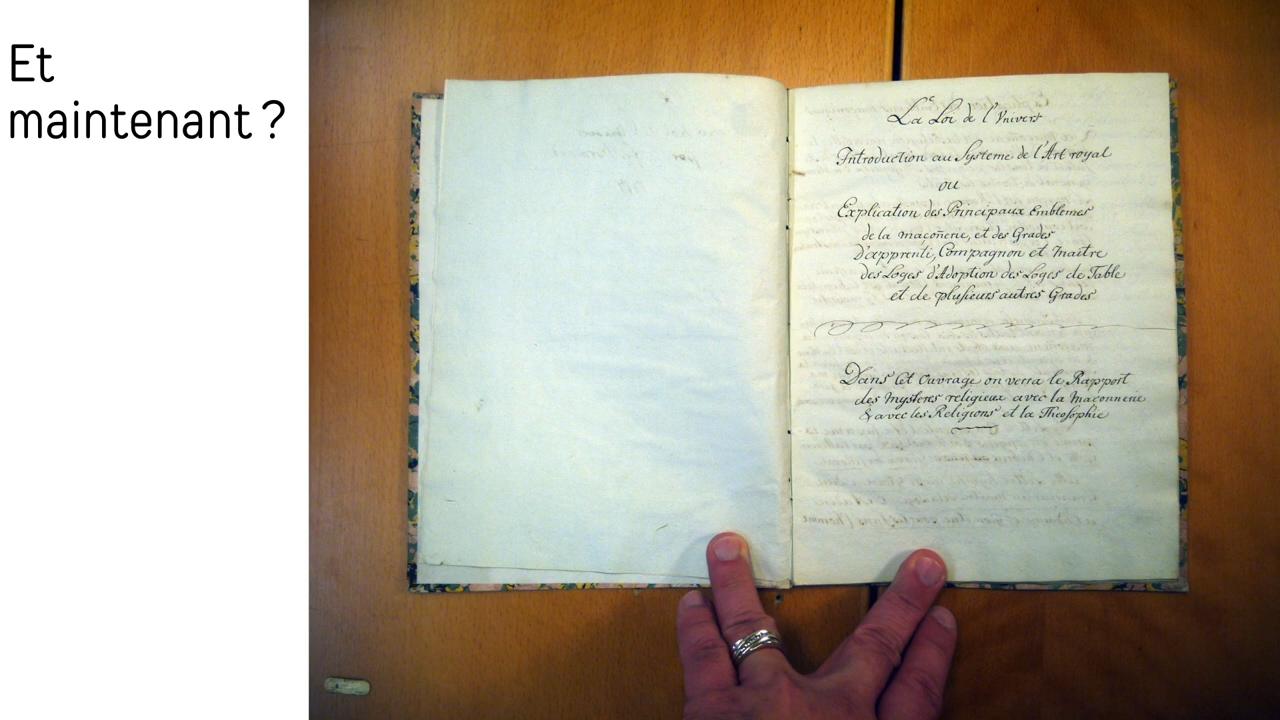 Et
maintenant ?
La Loi de l'Univers
Introduction au Systeme de l'Art royal
ou
Explication des Principaux Emblemes
de la maçonerie, et des Grades
d'apprenti, Compagnon et maitre
des Loges d'Adoption des Loges de Table
et de plusieurs autres Grades
Dans Cet Ouvrage on verra le Rapport
des mysteres religieux avec la maçonnerie
& avec les Religions et la Theosophie